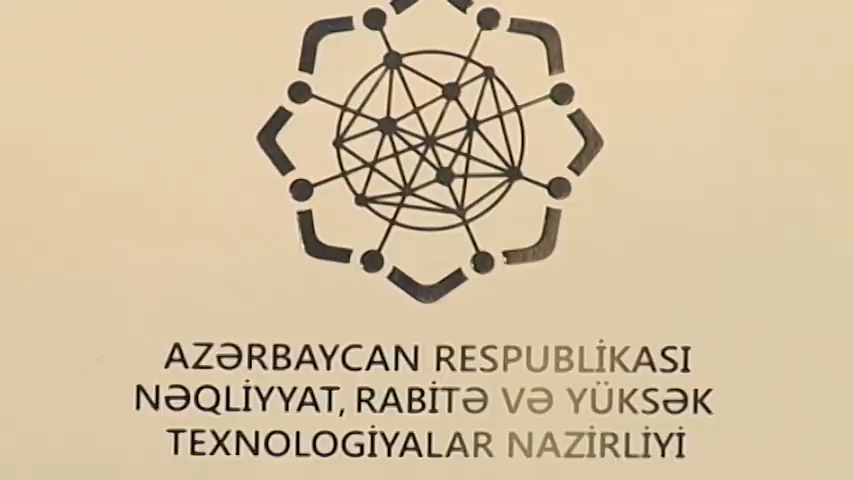 AZƏRBAYCAN RESPUBLİKASI
NƏQLİYYAT, RABİTƏ VƏ YÜKSƏK
TEXNOLOGİYALAR NAZİRLİYİ